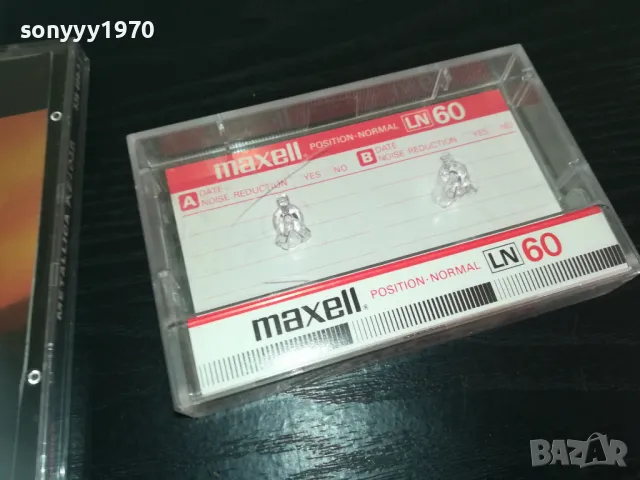 sonyyy1970
maxell® POSITION-NORMAL LN 60
A DATE B DATE
NOISE REDUCTION YES NO NOISE REDUCTION YES NO
maxell® POSITION-NORMAL LN 60
METALLICA
BAZAR